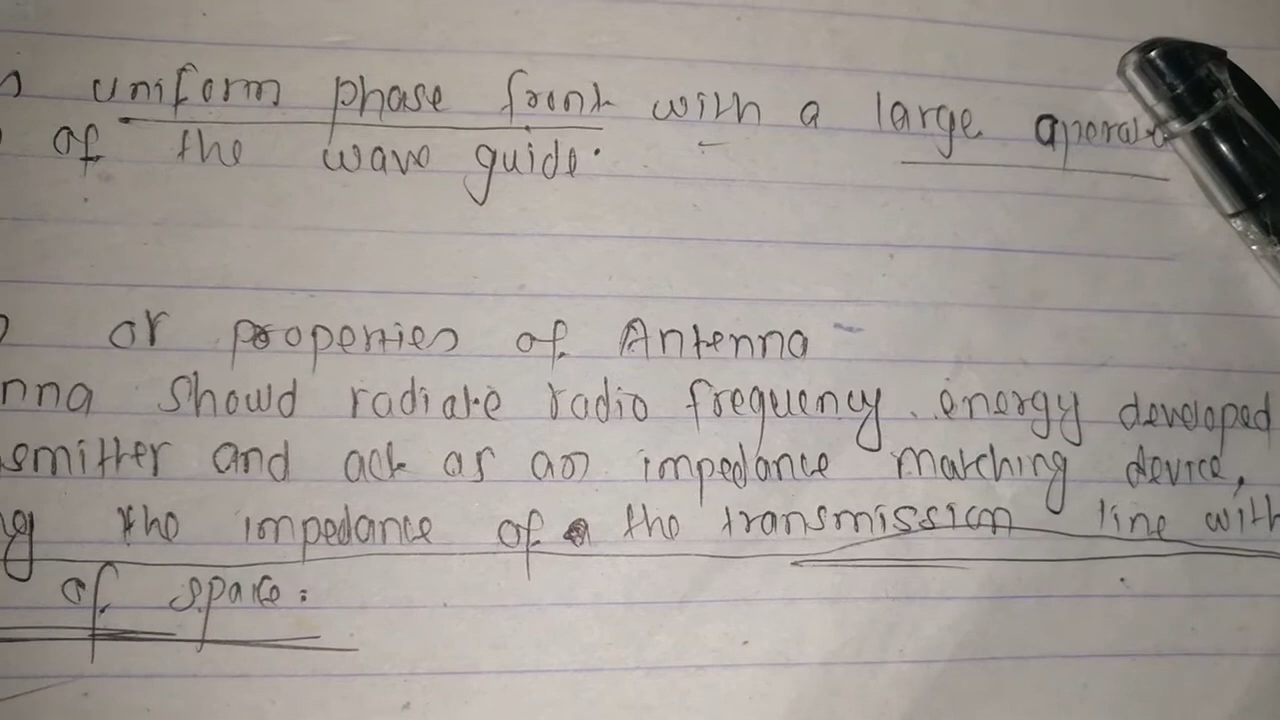 uniform phase front with a large
of the wave guide.
or properties of Antenna
nna should radiate radio frequency energy developed
smitter and act as an impedance matching device,
ng the impedance of the transmission line with
of space.